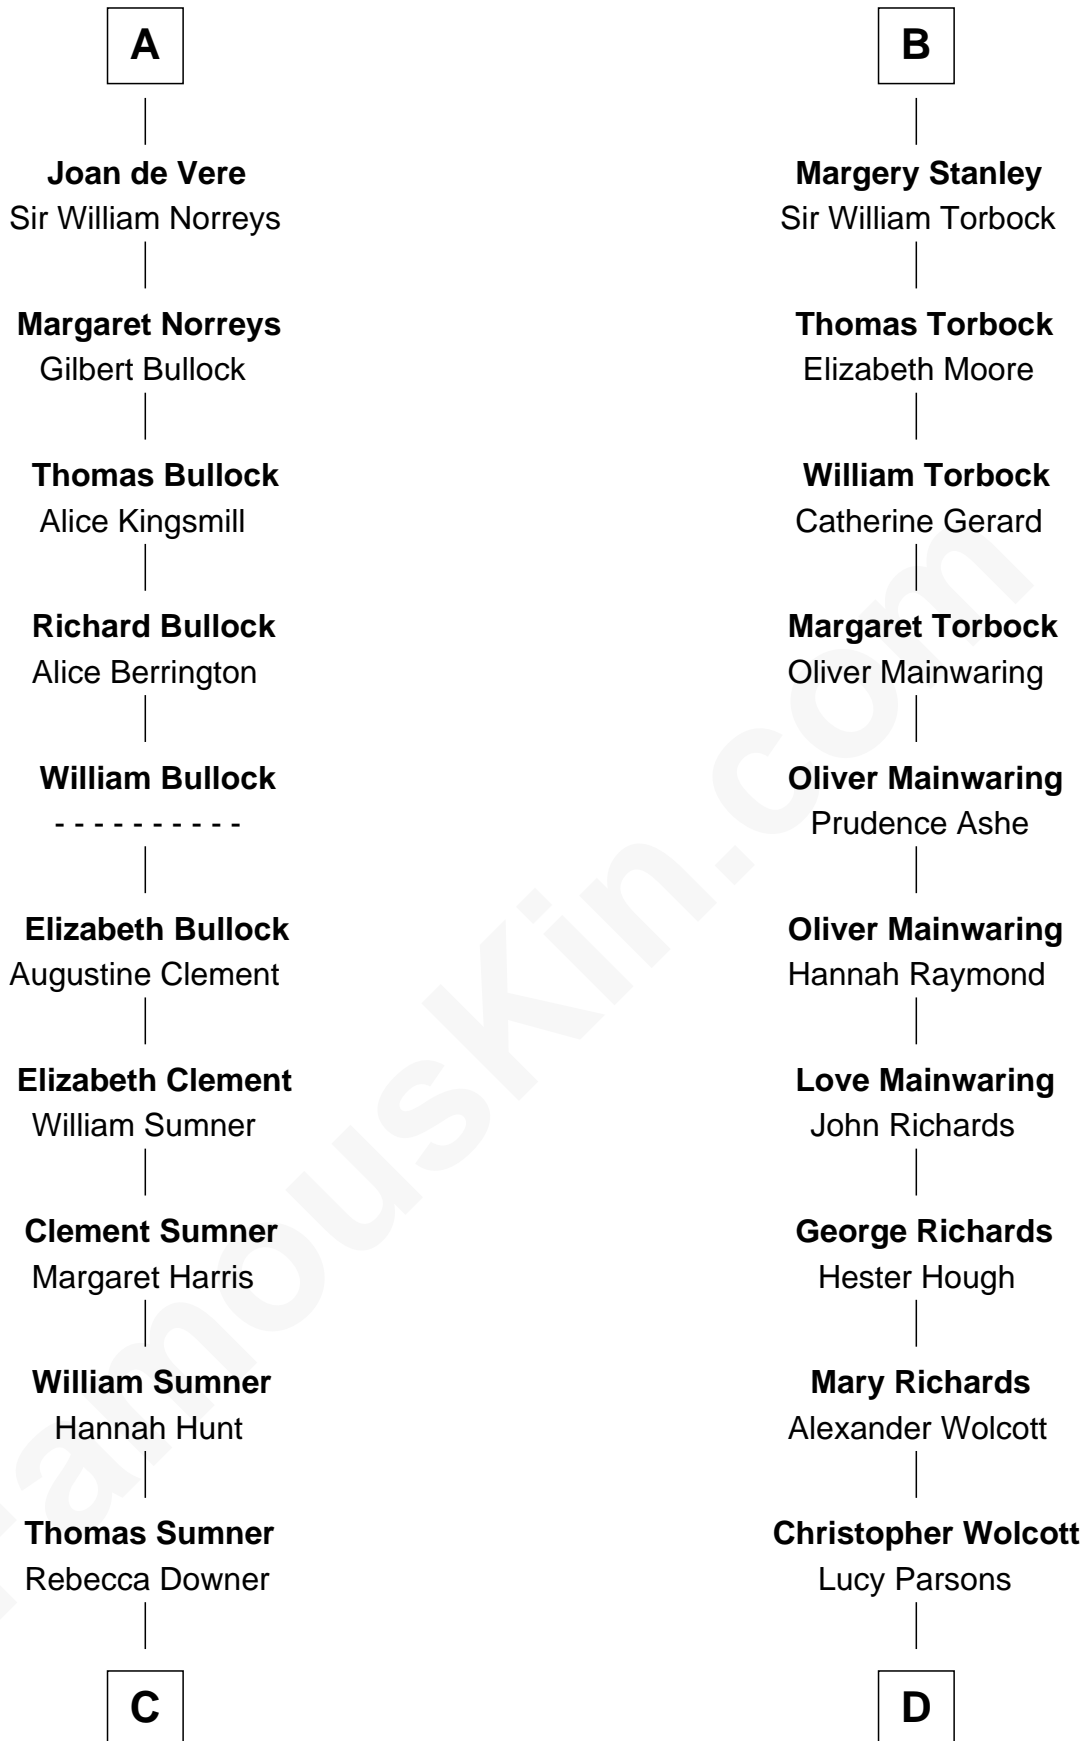 A
Joan de Vere
Sir William Norreys
Margaret Norreys
Gilbert Bullock
Thomas Bullock
Alice Kingsmill
Richard Bullock
Alice Berrington
William Bullock
- - - - - - - - - -
Elizabeth Bullock
Augustine Clement
Elizabeth Clement
William Sumner
Clement Sumner
Margaret Harris
William Sumner
Hannah Hunt
Thomas Sumner
Rebecca Downer
C
B
Margery Stanley
Sir William Torbock
Thomas Torbock
Elizabeth Moore
William Torbock
Catherine Gerard
Margaret Torbock
Oliver Mainwaring
Oliver Mainwaring
Prudence Ashe
Oliver Mainwaring
Hannah Raymond
Love Mainwaring
John Richards
George Richards
Hester Hough
Mary Richards
Alexander Wolcott
Christopher Wolcott
Lucy Parsons
D
FamousKin.com